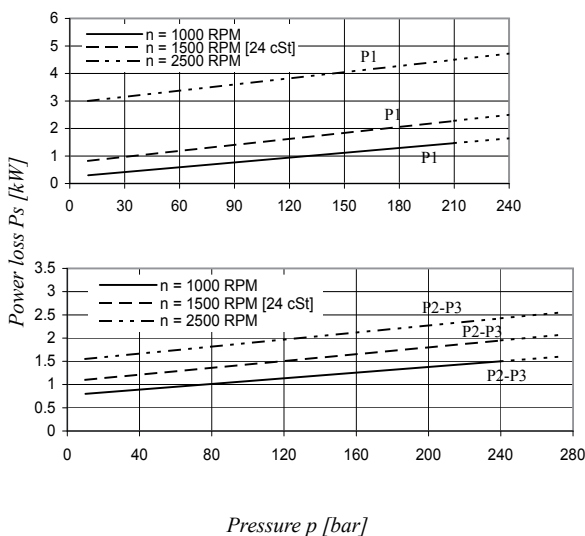 Power loss Ps [kW]
6
5
4
3
2
1
0
n = 1000 RPM
n = 1500 RPM [24 cSt]
n = 2500 RPM
P1
P1
P1
0 30 60 90 120 150 180 210 240
3.5
3
2.5
2
1.5
1
0.5
0
n = 1000 RPM
n = 1500 RPM [24 cSt]
n = 2500 RPM
P2-P3
P2-P3
P2-P3
0 40 80 120 160 200 240 280
Pressure p [bar]